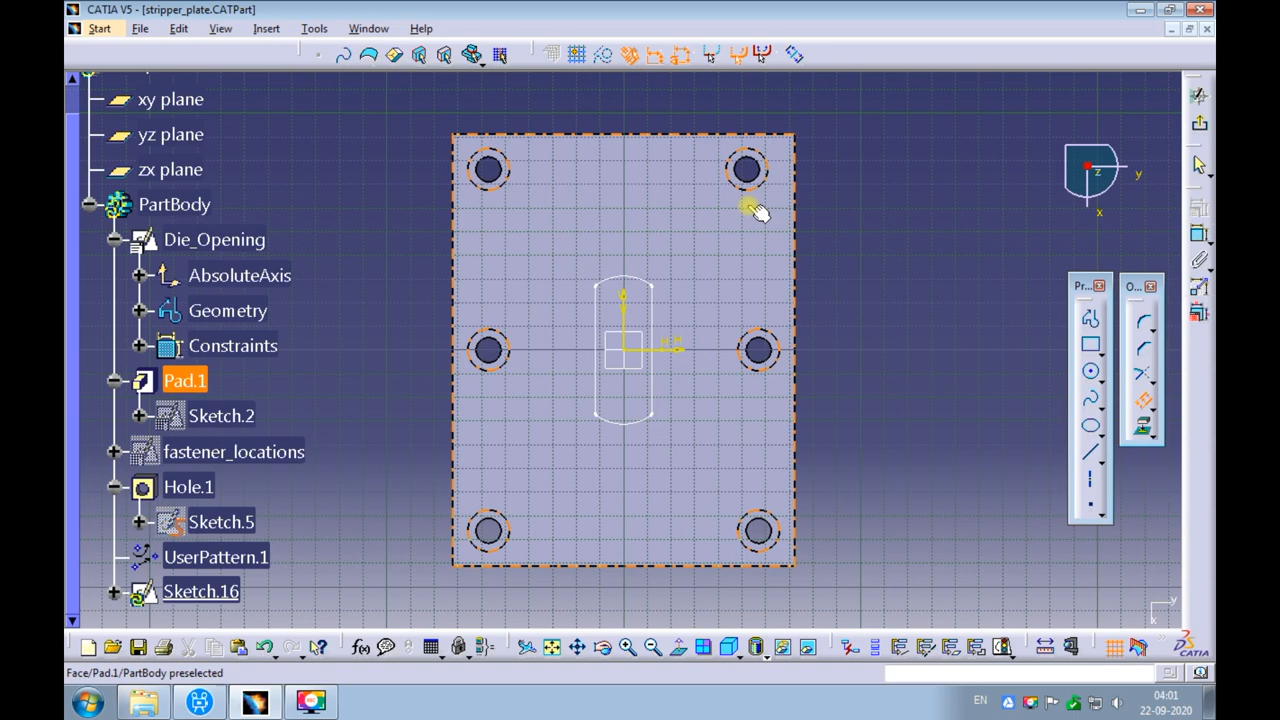 CATIA V5 - [stripper_plate.CATPart]
Start File Edit View Insert Tools Window Help
xy plane
yz plane
zx plane
PartBody
Die_Opening
AbsoluteAxis
Geometry
Constraints
Pad.1
Sketch.2
fastener_locations
Hole.1
Sketch.5
UserPattern.1
Sketch.16
z
y
x
Pr...
O...
y
x
f(x)
Face/Pad.1/PartBody preselected
EN
04:01
22-09-2020